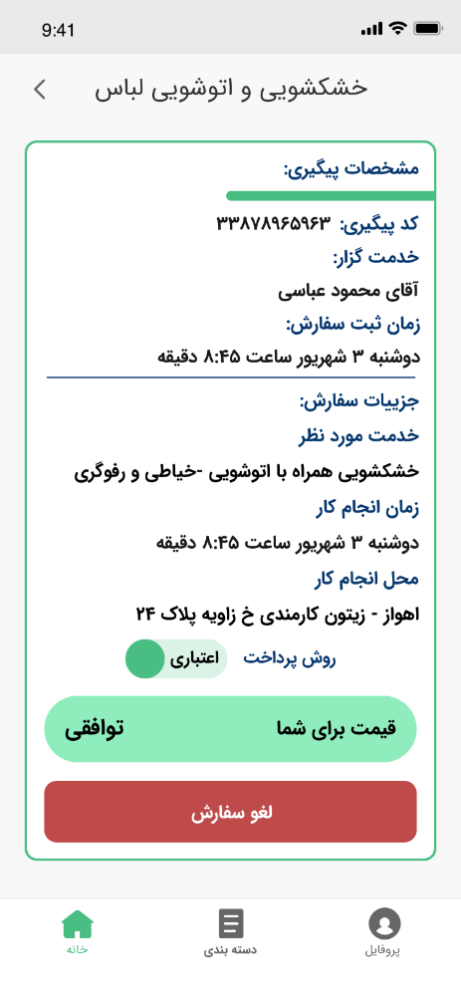 9:41
خشکشویی و اتوشویی لباس
مشخصات پیگیری:
کد پیگیری: ۳۳۸۷۸۹۶۵۹۶۳
خدمت گزار:
آقای محمود عباسی
زمان ثبت سفارش:
دوشنبه ۳ شهریور ساعت ۸:۴۵ دقیقه
جزییات سفارش:
خدمت مورد نظر
خشکشویی همراه با اتوشویی -خیاطی و رفوگری
زمان انجام کار
دوشنبه ۳ شهریور ساعت ۸:۴۵ دقیقه
محل انجام کار
اهواز - زیتون کارمندی خ زاویه پلاک ۲۴
روش پرداخت اعتباری
قیمت برای شما توافقی
لغو سفارش
پروفایل دسته بندی خانه